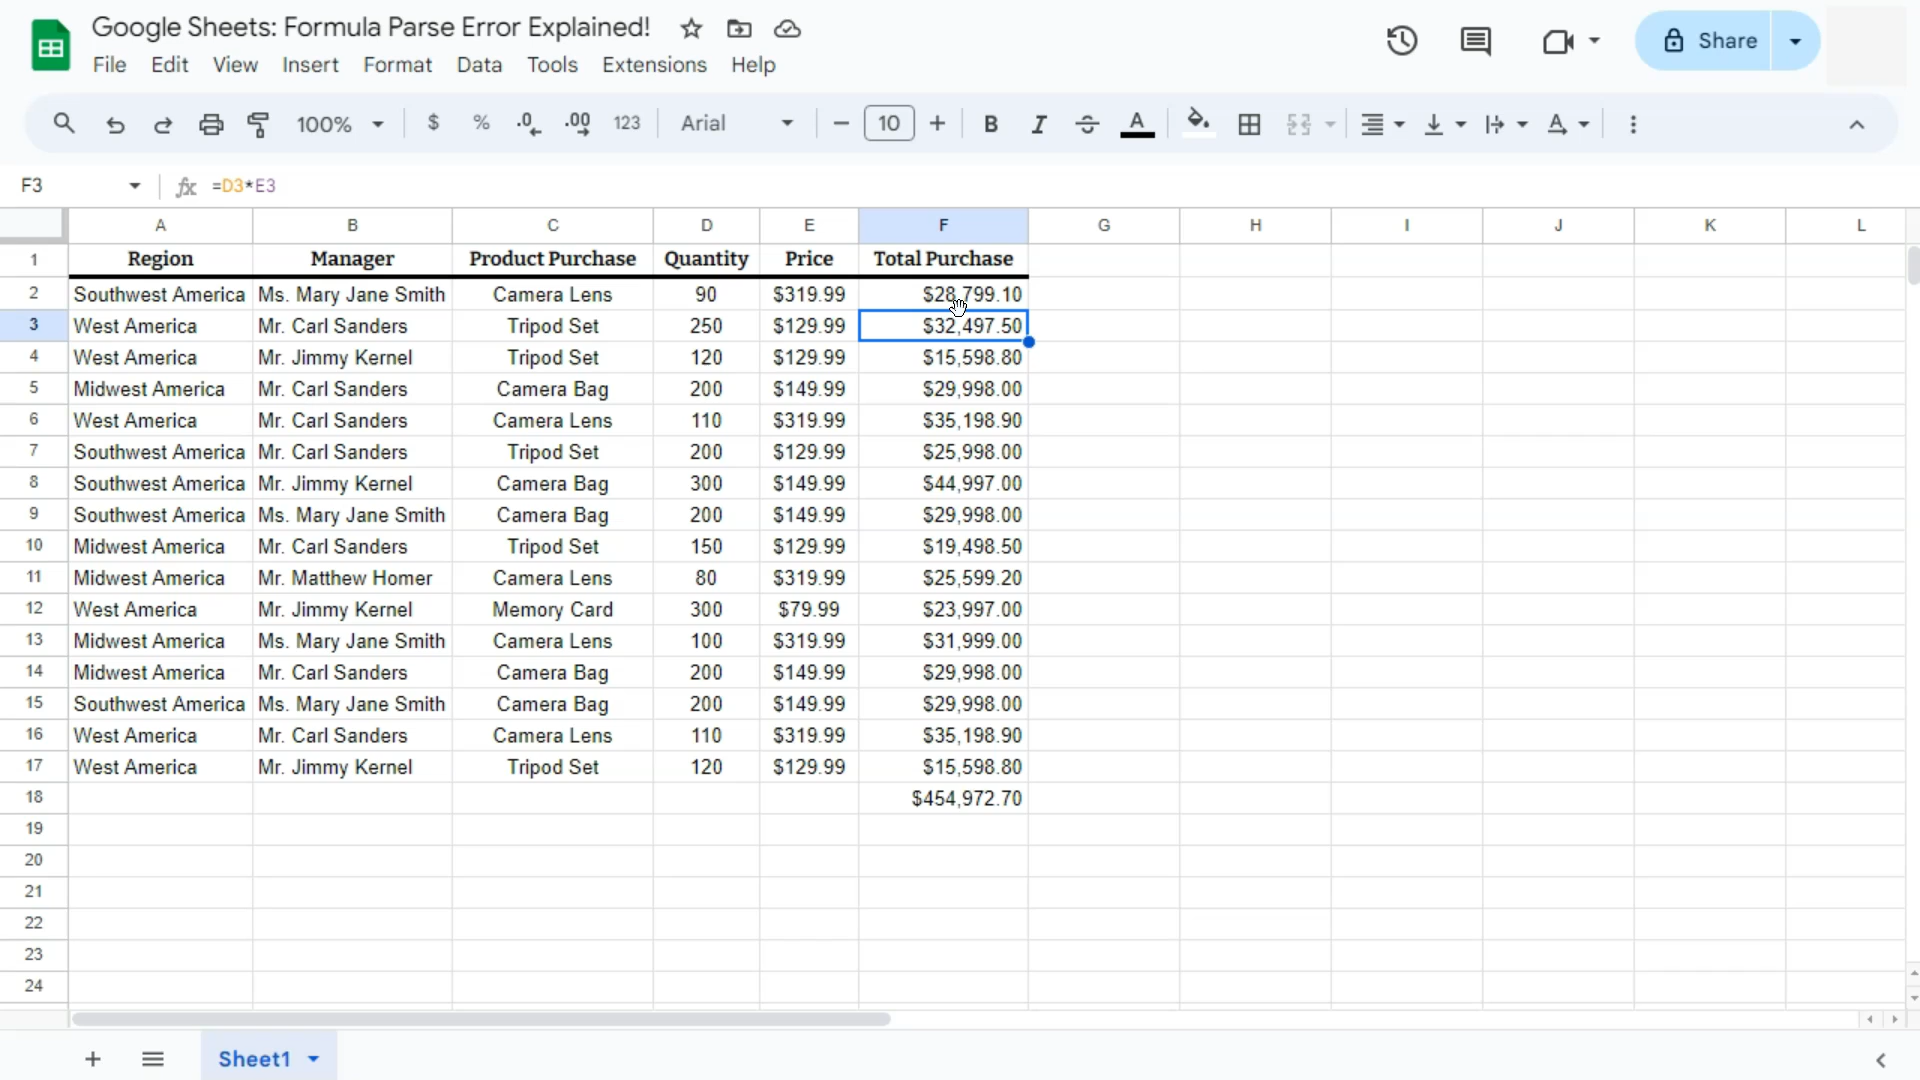 Google Sheets: Formula Parse Error Explained!
File Edit View Insert Format Data Tools Extensions Help
Share
100% $ % .0 .00 123 Arial 10 B I S A A
F3 fx =D3*E3
A B C D E F G H I J K L
1 Region Manager Product Purchase Quantity Price Total Purchase
2 Southwest America Ms. Mary Jane Smith Camera Lens 90 $319.99 $28,799.10
3 West America Mr. Carl Sanders Tripod Set 250 $129.99 $32,497.50
4 West America Mr. Jimmy Kernel Tripod Set 120 $129.99 $15,598.80
5 Midwest America Mr. Carl Sanders Camera Bag 200 $149.99 $29,998.00
6 West America Mr. Carl Sanders Camera Lens 110 $319.99 $35,198.90
7 Southwest America Mr. Carl Sanders Tripod Set 200 $129.99 $25,998.00
8 Southwest America Mr. Jimmy Kernel Camera Bag 300 $149.99 $44,997.00
9 Southwest America Ms. Mary Jane Smith Camera Bag 200 $149.99 $29,998.00
10 Midwest America Mr. Carl Sanders Tripod Set 150 $129.99 $19,498.50
11 Midwest America Mr. Matthew Homer Camera Lens 80 $319.99 $25,599.20
12 West America Mr. Jimmy Kernel Memory Card 300 $79.99 $23,997.00
13 Midwest America Ms. Mary Jane Smith Camera Lens 100 $319.99 $31,999.00
14 Midwest America Mr. Carl Sanders Camera Bag 200 $149.99 $29,998.00
15 Southwest America Ms. Mary Jane Smith Camera Bag 200 $149.99 $29,998.00
16 West America Mr. Carl Sanders Camera Lens 110 $319.99 $35,198.90
17 West America Mr. Jimmy Kernel Tripod Set 120 $129.99 $15,598.80
18 $454,972.70
19
20
21
22
23
24
Sheet1